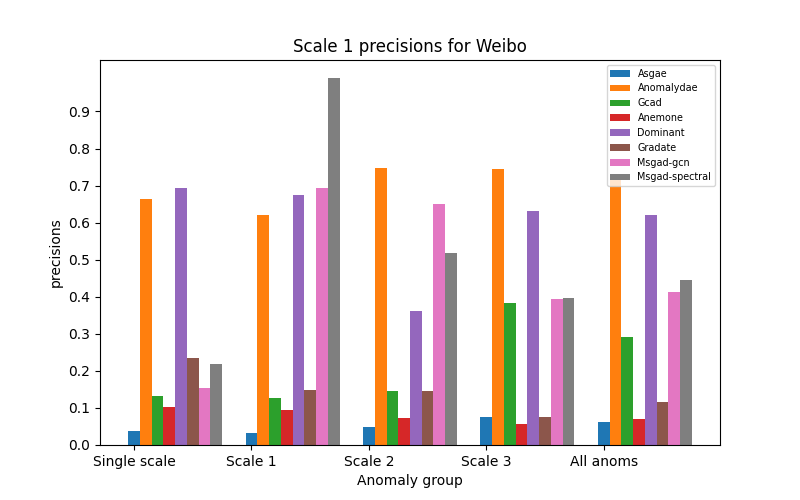 Scale 1 precisions for Weibo
Asgae
Anomalydae
Gcad
Anemone
Dominant
Gradate
Msgad-gcn
Msgad-spectral
precisions
0.9
0.8
0.7
0.6
0.5
0.4
0.3
0.2
0.1
0.0
Single scale Scale 1 Scale 2 Scale 3 All anoms
Anomaly group